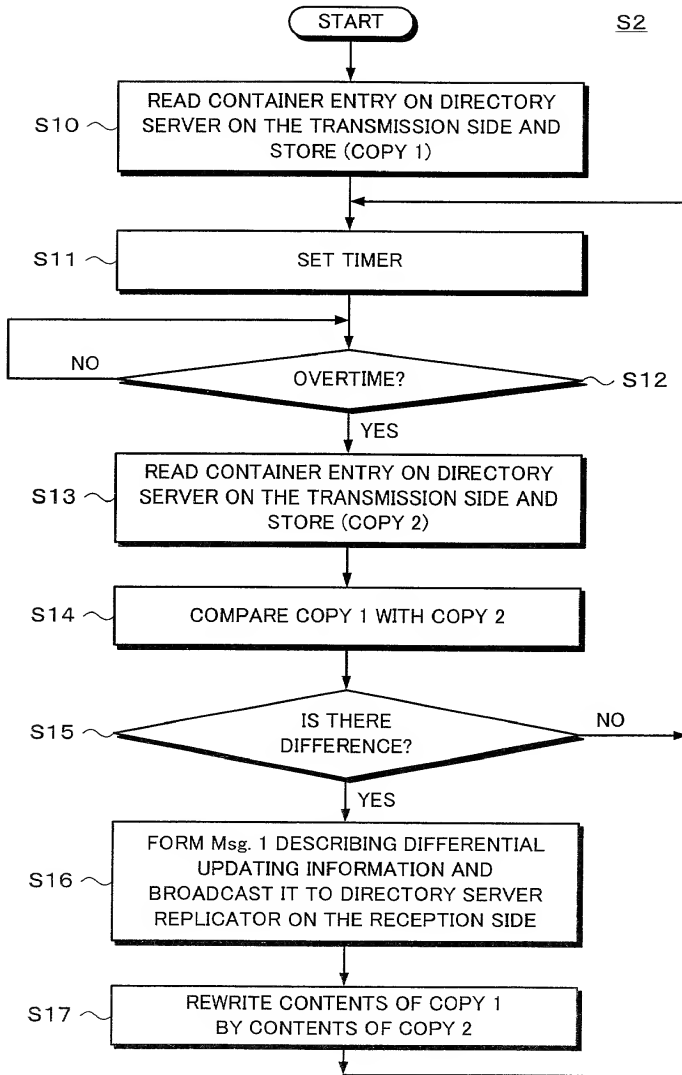 START
S2
S10
READ CONTAINER ENTRY ON DIRECTORY
SERVER ON THE TRANSMISSION SIDE AND
STORE (COPY 1)
S11
SET TIMER
NO
OVERTIME?
S12
YES
S13
READ CONTAINER ENTRY ON DIRECTORY
SERVER ON THE TRANSMISSION SIDE AND
STORE (COPY 2)
S14
COMPARE COPY 1 WITH COPY 2
S15
IS THERE
DIFFERENCE?
NO
YES
S16
FORM Msg. 1 DESCRIBING DIFFERENTIAL
UPDATING INFORMATION AND
BROADCAST IT TO DIRECTORY SERVER
REPLICATOR ON THE RECEPTION SIDE
S17
REWRITE CONTENTS OF COPY 1
BY CONTENTS OF COPY 2